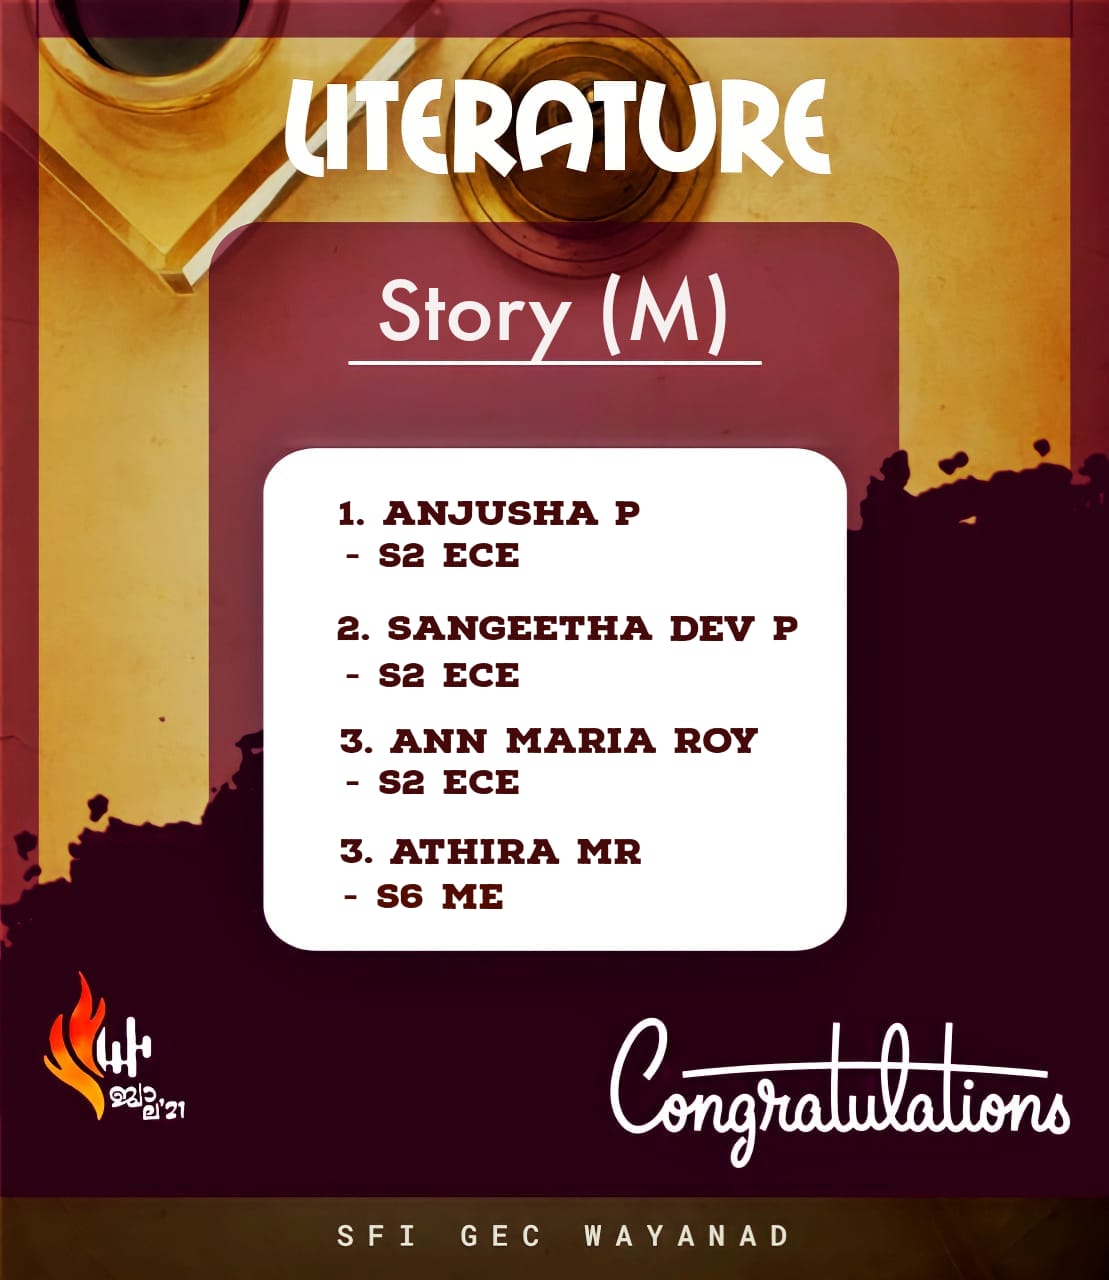 LITERATURE
Story (M)
1. ANJUSHA P
- S2 ECE
2. SANGEETHA DEV P
- S2 ECE
3. ANN MARIA ROY
- S2 ECE
3. ATHIRA MR
- S6 ME
ജ്വാ
ല'21
Congratulations
SFI GEC WAYANAD